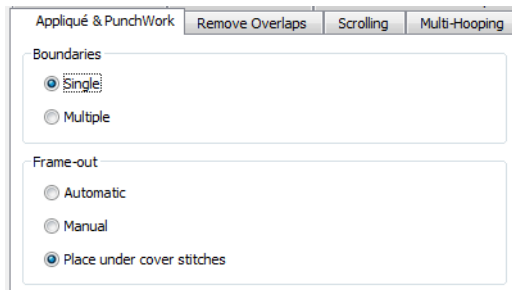 Appliqué & PunchWork Remove Overlaps Scrolling Multi-Hooping
Boundaries
Single
Multiple
Frame-out
Automatic
Manual
Place under cover stitches